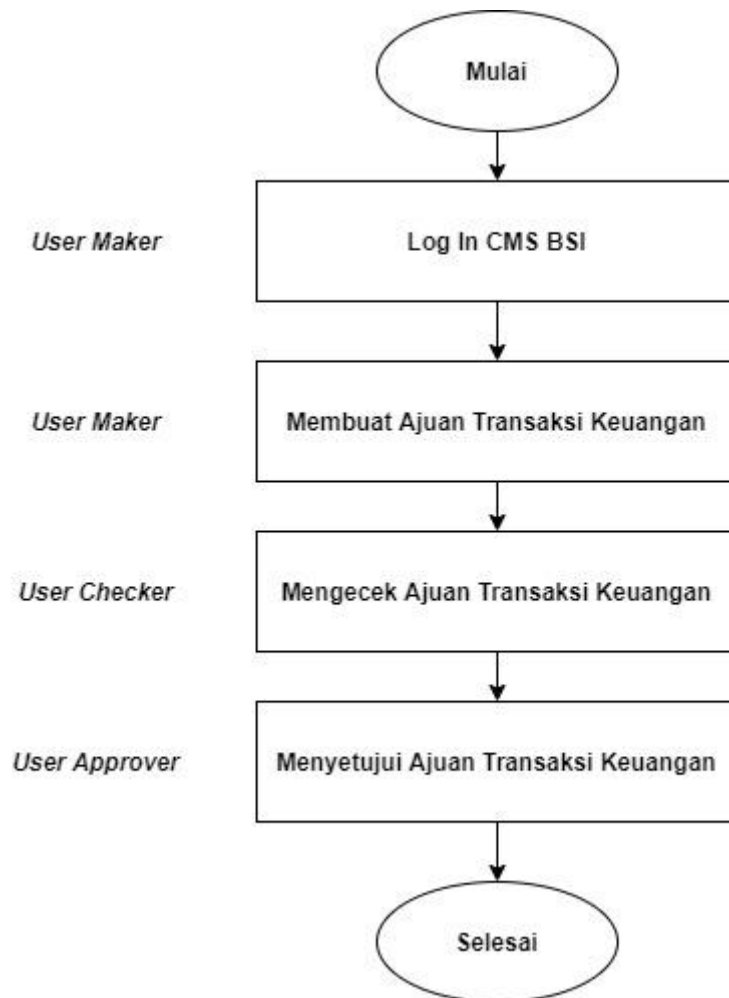 Mulai
User Maker
Log In CMS BSI
User Maker
Membuat Ajuan Transaksi Keuangan
User Checker
Mengecek Ajuan Transaksi Keuangan
User Approver
Menyetujui Ajuan Transaksi Keuangan
Selesai